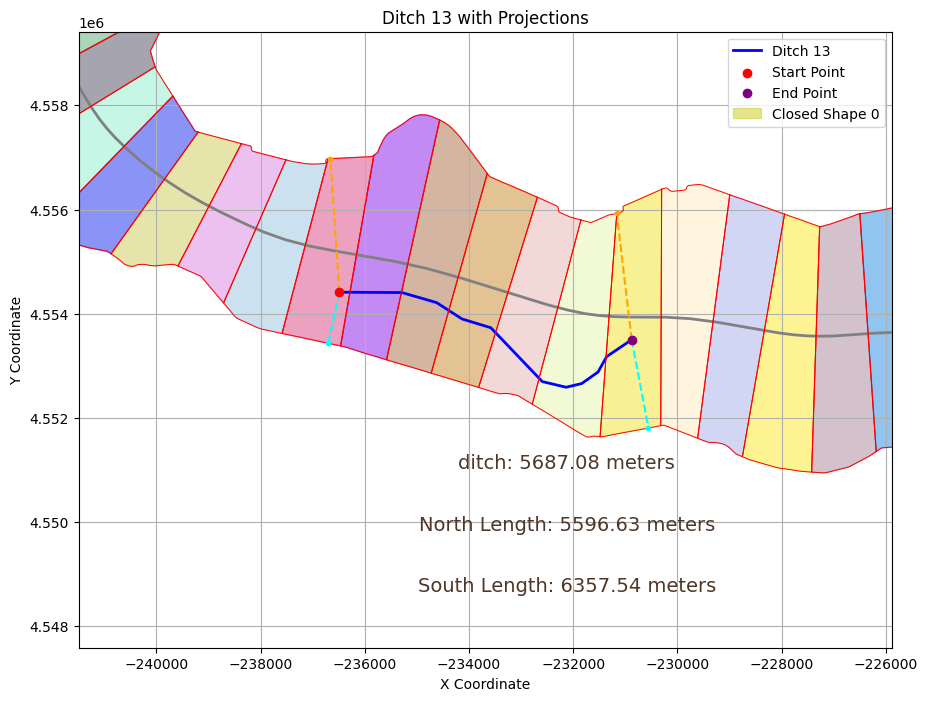 Ditch 13 with Projections
1e6
Ditch 13
Start Point
End Point
Closed Shape 0
4.558
4.556
4.554
4.552
4.550
4.548
Y Coordinate
ditch: 5687.08 meters
North Length: 5596.63 meters
South Length: 6357.54 meters
−240000 −238000 −236000 −234000 −232000 −230000 −228000 −226000
X Coordinate